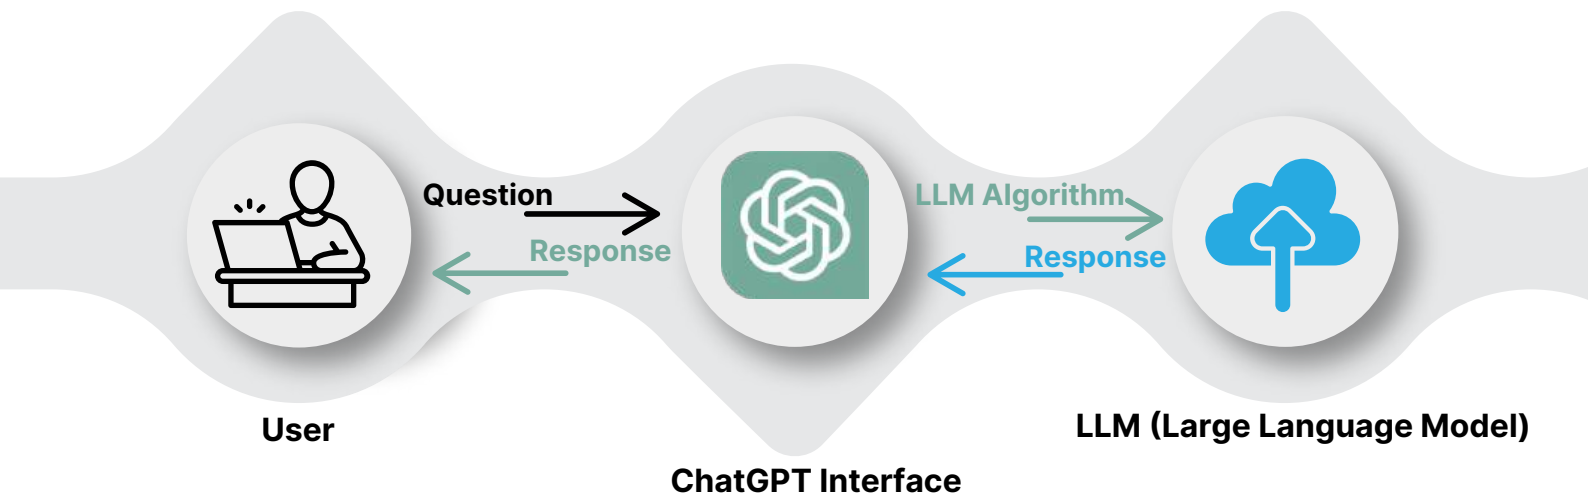 Question
Response
LLM Algorithm
Response
User
ChatGPT Interface
LLM (Large Language Model)